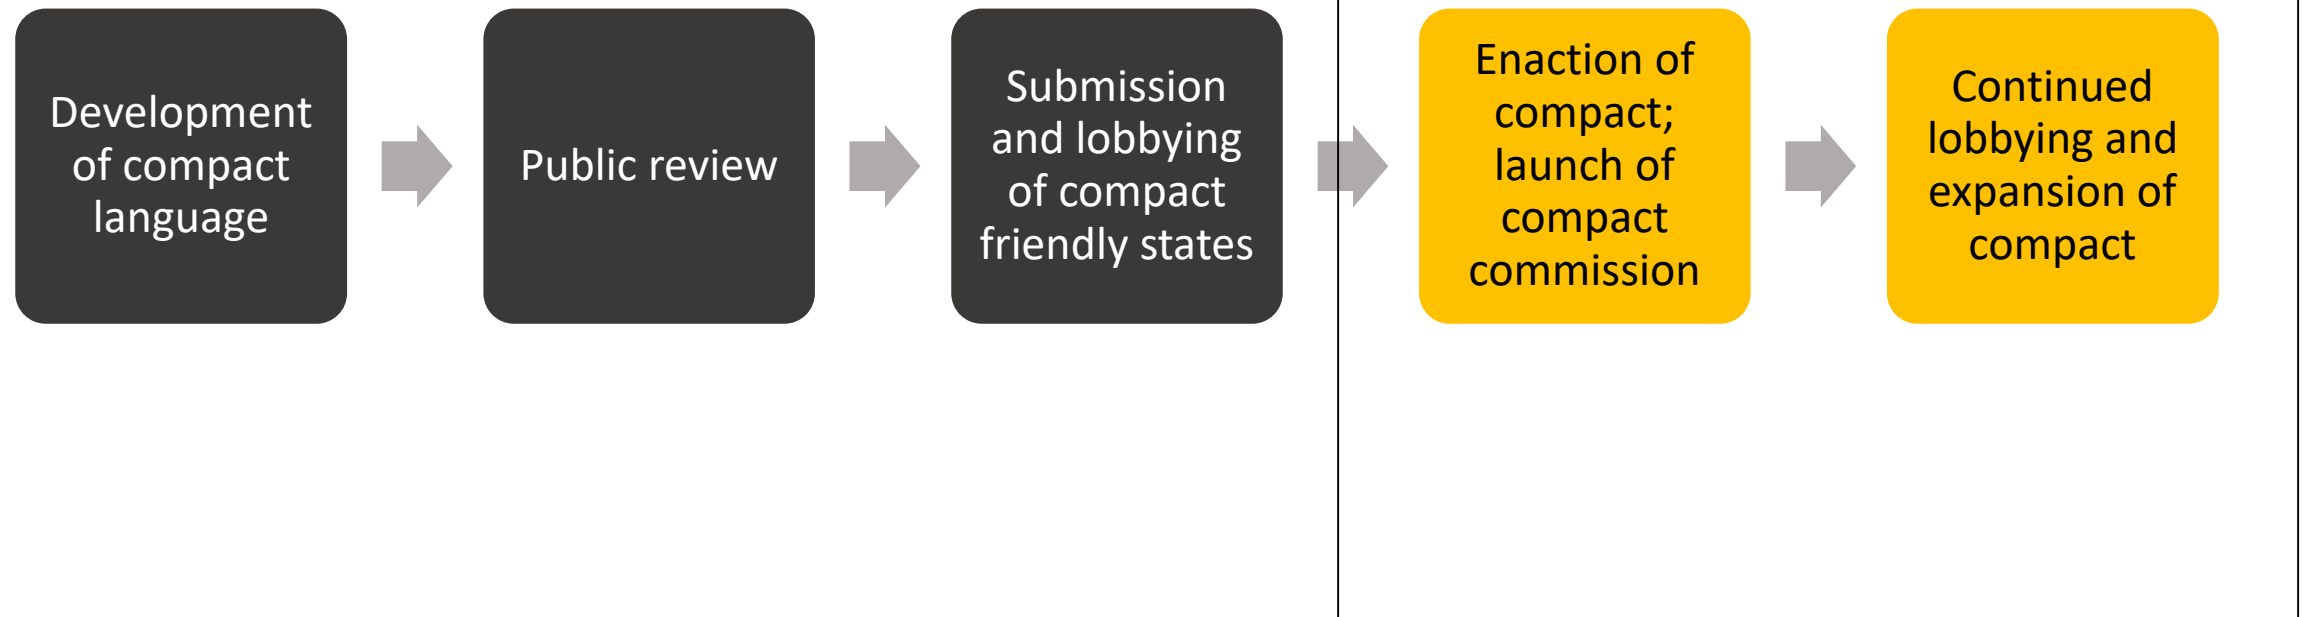 Development
of compact
language
Public review
Submission
and lobbying
of compact
friendly states
Enaction of
compact;
launch of
compact
commission
Continued
lobbying and
expansion of
compact